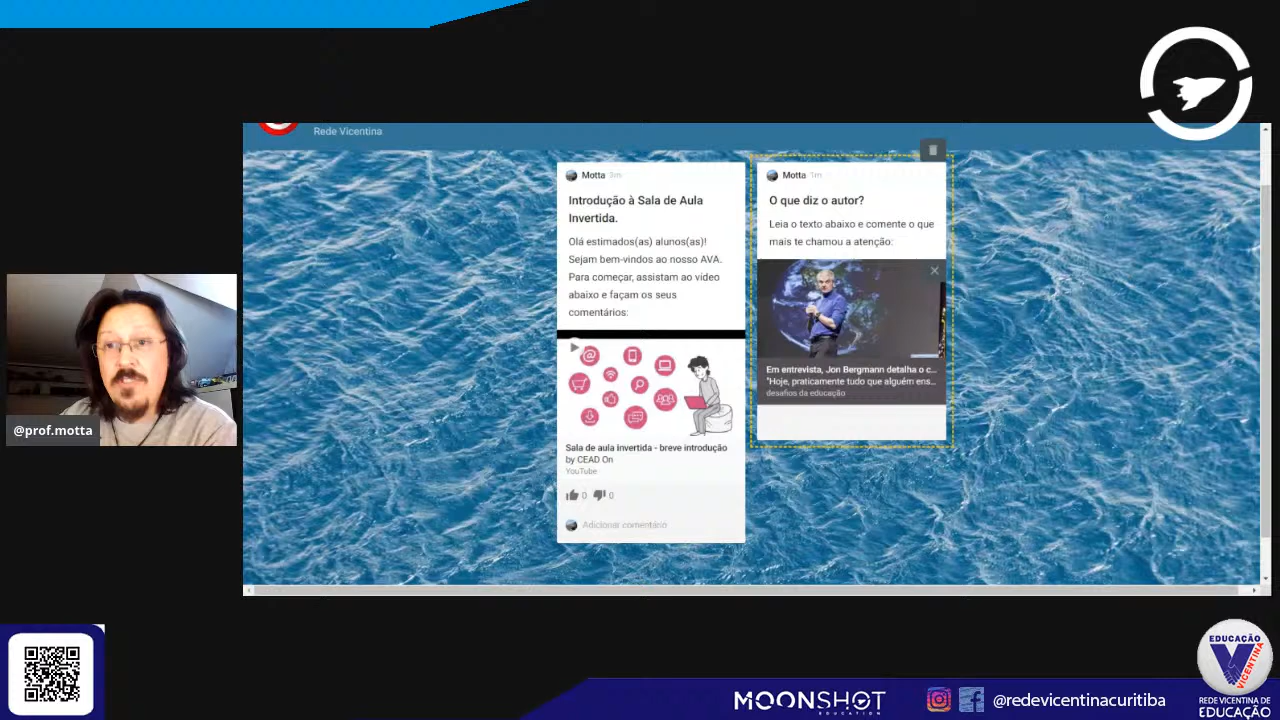 Rede Vicentina
Motta 3m
Introdução à Sala de Aula
Invertida.
Olá estimados(as) alunos(as)!
Sejam bem-vindos ao nosso AVA.
Para começar, assistam ao vídeo
abaixo e façam os seus
comentários:
@
Sala de aula invertida - breve introdução
by CEAD On
YouTube
0 0
Adicionar comentário
Motta 1m
O que diz o autor?
Leia o texto abaixo e comente o que
mais te chamou a atenção:
Em entrevista, Jon Bergmann detalha o c...
"Hoje, praticamente tudo que alguém ens...
desafios da educação
@prof.motta
MOONSHOT
EDUCATION
@redevicentinacuritiba
EDUCAÇÃO
V
VICENTINA
REDE VICENTINA DE
EDUCAÇÃO